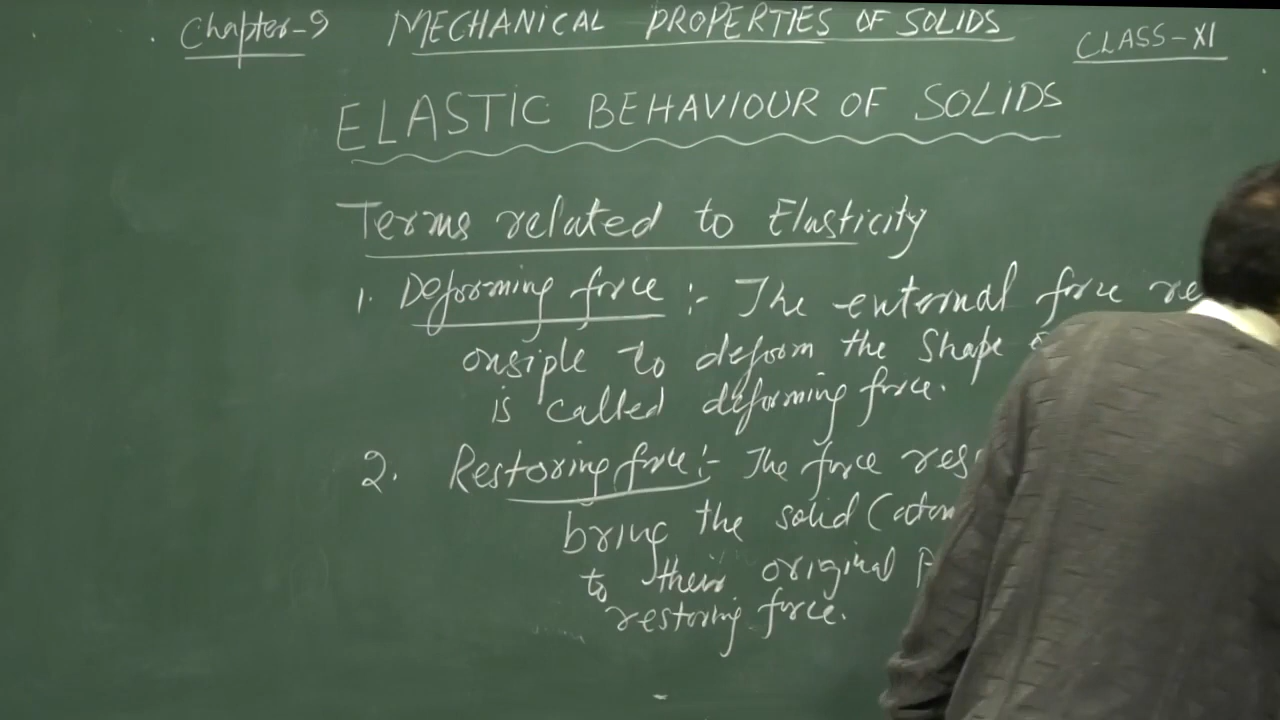 Chapter-9 MECHANICAL PROPERTIES OF SOLIDS CLASS-XI
ELASTIC BEHAVIOUR OF SOLIDS
Terms related to Elasticity
1. Deforming force :- The external force re
onsiple to deform the shape
is called deforming force.
2. Restoring force :- The force res
bring the solid (atom
to their original
restoring force.